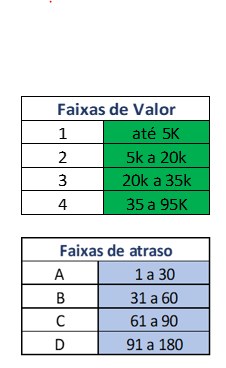 Faixas de Valor
1 até 5K
2 5k a 20k
3 20k a 35k
4 35 a 95K
Faixas de atraso
A 1 a 30
B 31 a 60
C 61 a 90
D 91 a 180